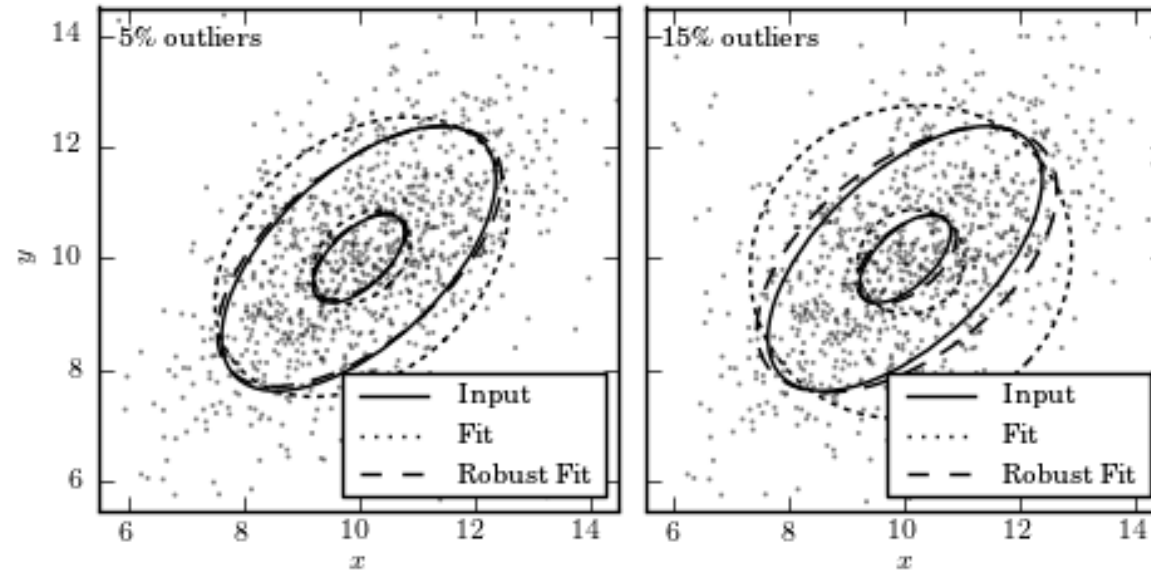 5% outliers
14
12
10
8
6
y
Input
Fit
Robust Fit
6 8 10 12 14
x
15% outliers
Input
Fit
Robust Fit
6 8 10 12 14
x